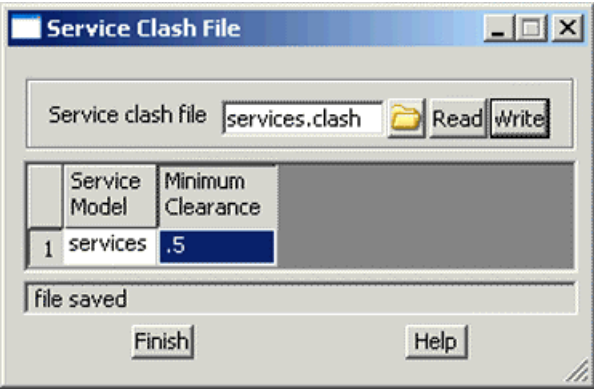 Service Clash File
Service clash file services.clash Read Write
Service Minimum
Model Clearance
1 services .5
file saved
Finish Help